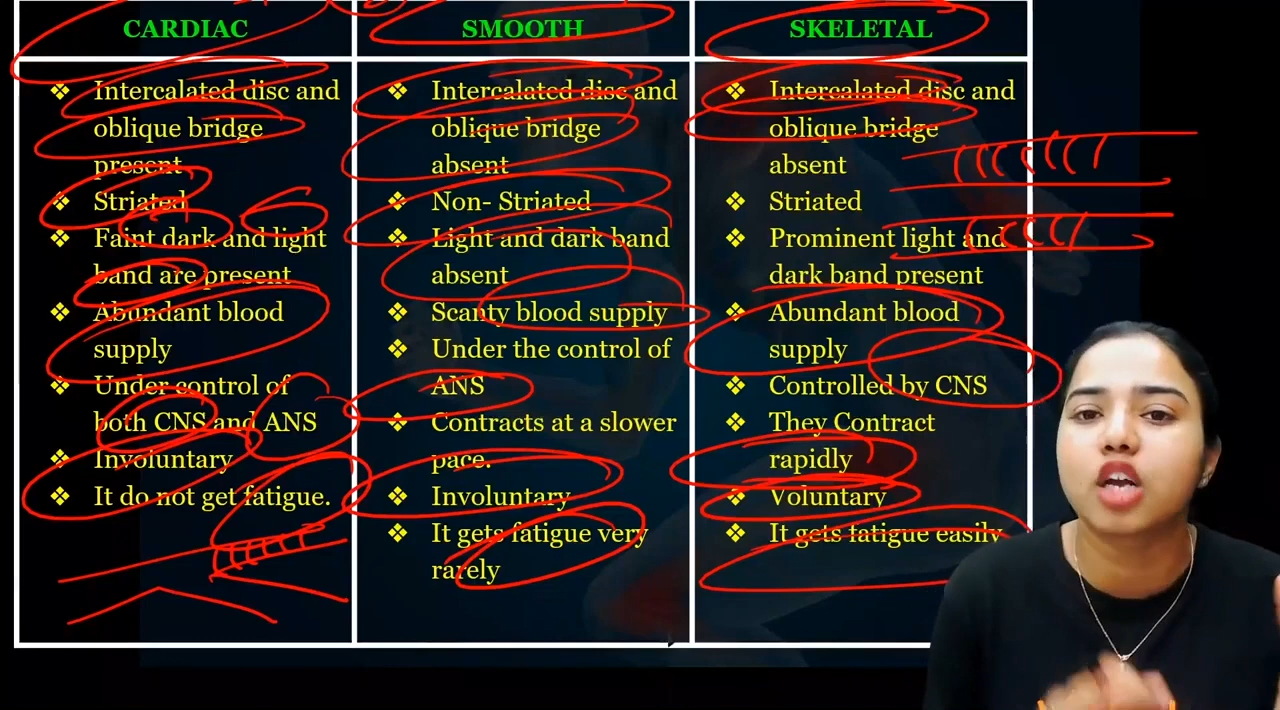 CARDIAC
Intercalated disc and
oblique bridge
present
Striated
Faint dark and light
band are present
Abundant blood
supply
Under control of
both CNS and ANS
Involuntary
It do not get fatigue.
SMOOTH
Intercalated disc and
oblique bridge
absent
Non- Striated
Light and dark band
absent
Scanty blood supply
Under the control of
ANS
Contracts at a slower
pace.
Involuntary
It gets fatigue very
rarely
SKELETAL
Intercalated disc and
oblique bridge
absent
Striated
Prominent light and
dark band present
Abundant blood
supply
Controlled by CNS
They Contract
rapidly
Voluntary
It gets fatigue easily